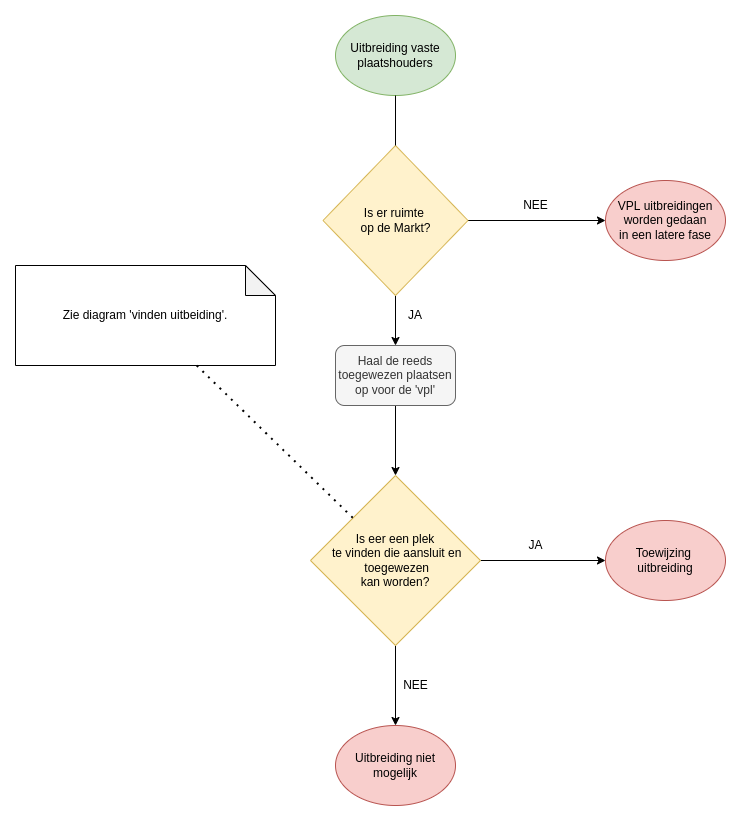 Uitbreiding vaste
plaatshouders
Is er ruimte
op de Markt?
NEE
VPL uitbreidingen
worden gedaan
in een latere fase
JA
Zie diagram 'vinden uitbeiding'.
Haal de reeds
toegewezen plaatsen
op voor de 'vpl'
Is eer een plek
te vinden die aansluit en
toegewezen
kan worden?
JA
Toewijzing
uitbreiding
NEE
Uitbreiding niet
mogelijk